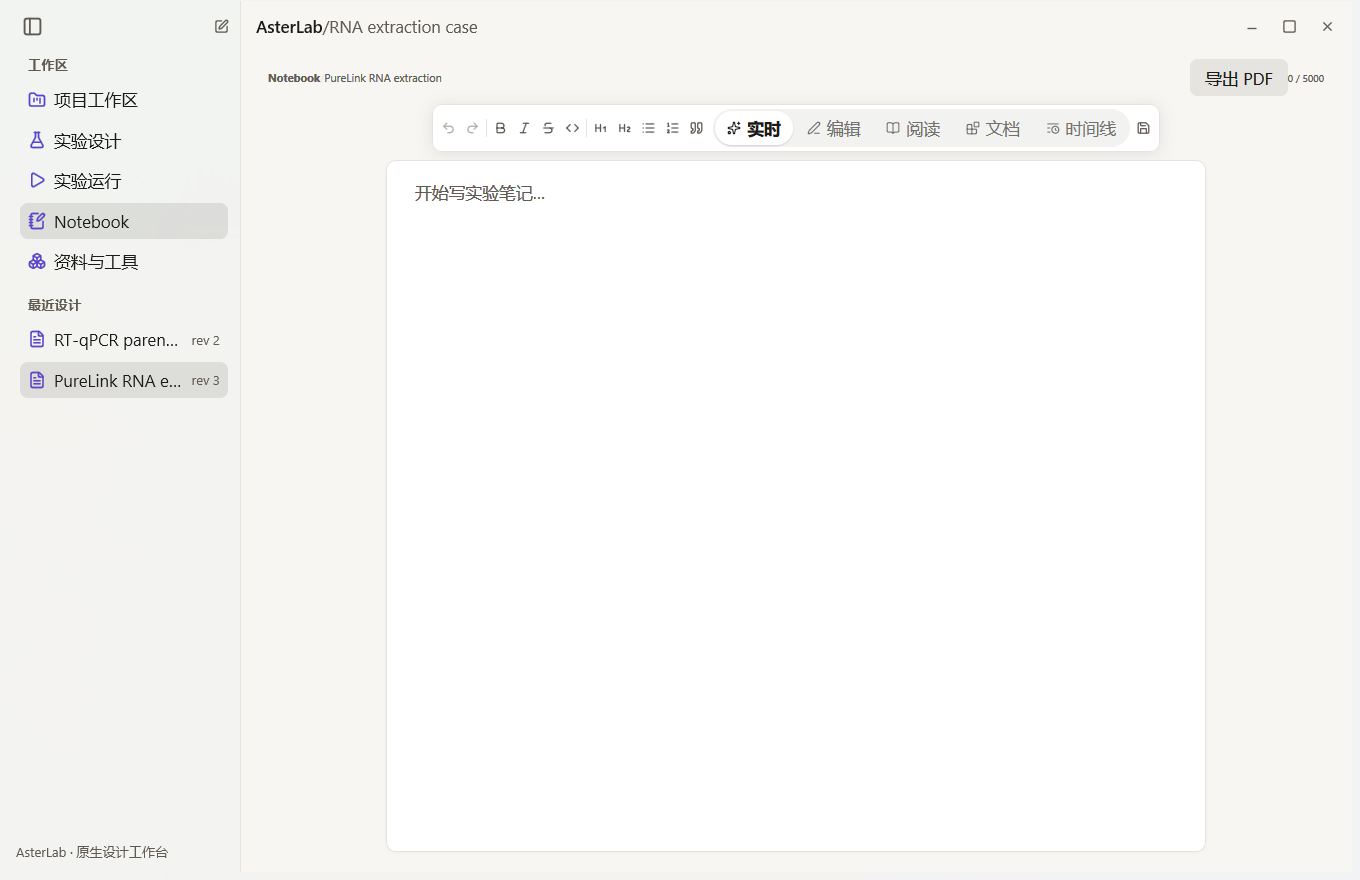 AsterLab/RNA extraction case
工作区
项目工作区
实验设计
实验运行
Notebook
资料与工具
最近设计
RT-qPCR paren... rev 2
PureLink RNA e... rev 3
AsterLab · 原生设计工作台
Notebook PureLink RNA extraction
导出 PDF 0 / 5000
B I S <> H1 H2 实时 编辑 阅读 文档 时间线
开始写实验笔记...